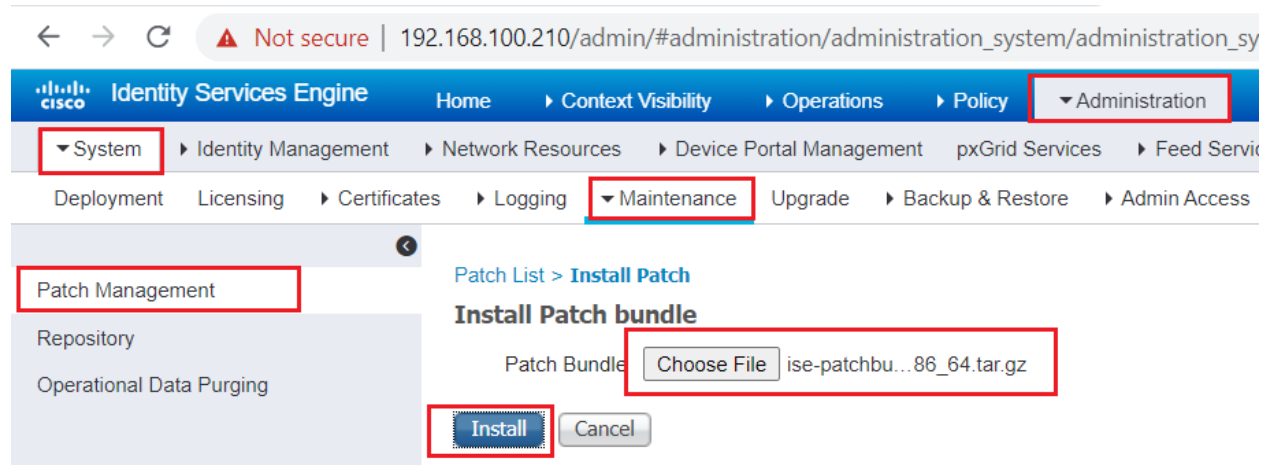 Not secure | 192.168.100.210/admin/#administration/administration_system/administration_sy
cisco Identity Services Engine Home Context Visibility Operations Policy Administration
System Identity Management Network Resources Device Portal Management pxGrid Services Feed Servic
Deployment Licensing Certificates Logging Maintenance Upgrade Backup & Restore Admin Access
Patch List > Install Patch
Patch Management
Install Patch bundle
Repository
Patch Bundle Choose File ise-patchbu...86_64.tar.gz
Operational Data Purging
Install Cancel